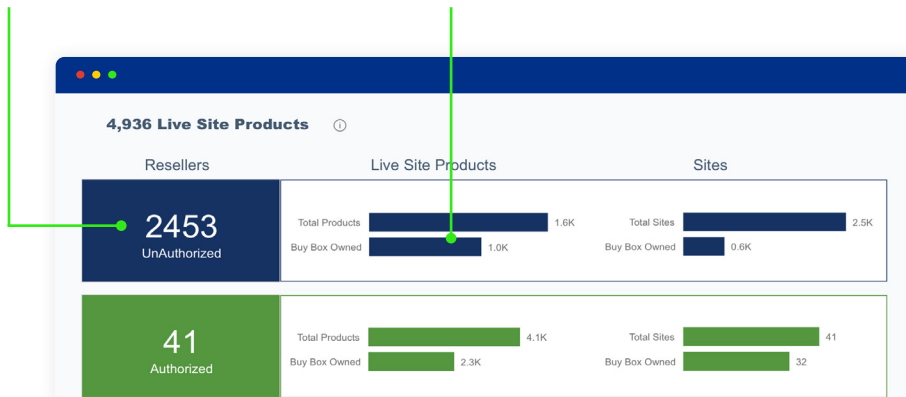 4,936 Live Site Products
Resellers Live Site Products Sites
2453
UnAuthorized
Total Products 1.6K Total Sites 2.5K
Buy Box Owned 1.0K Buy Box Owned 0.6K
41
Authorized
Total Products 4.1K Total Sites 41
Buy Box Owned 2.3K Buy Box Owned 32